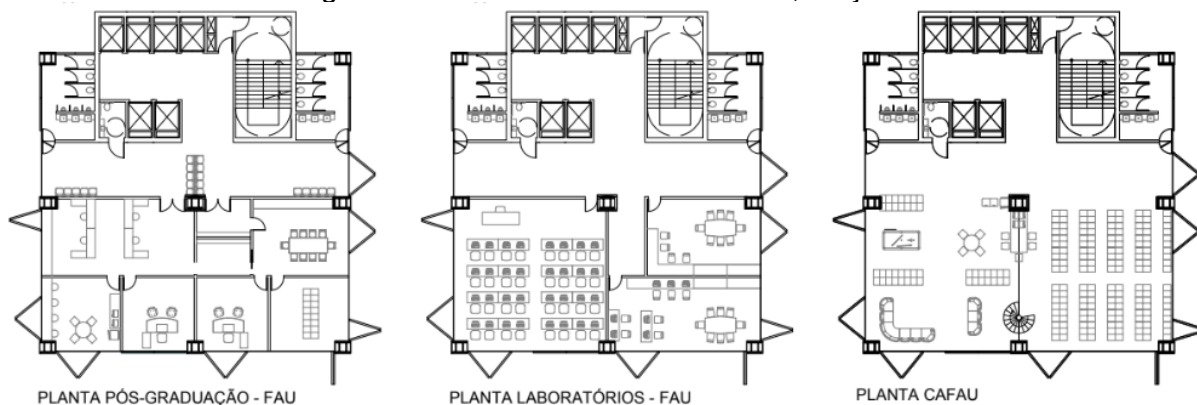 PLANTA PÓS-GRADUAÇÃO - FAU
PLANTA LABORATÓRIOS - FAU
PLANTA CAFAU